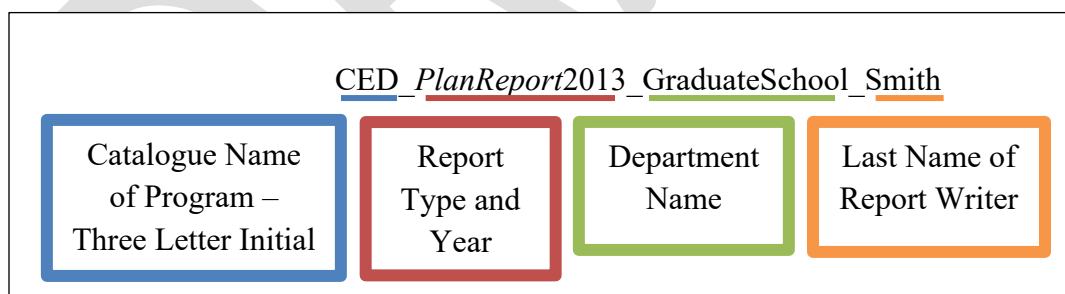 CED_PlanReport2013_GraduateSchool_Smith
Catalogue Name
of Program –
Three Letter Initial
Report
Type and
Year
Department
Name
Last Name of
Report Writer